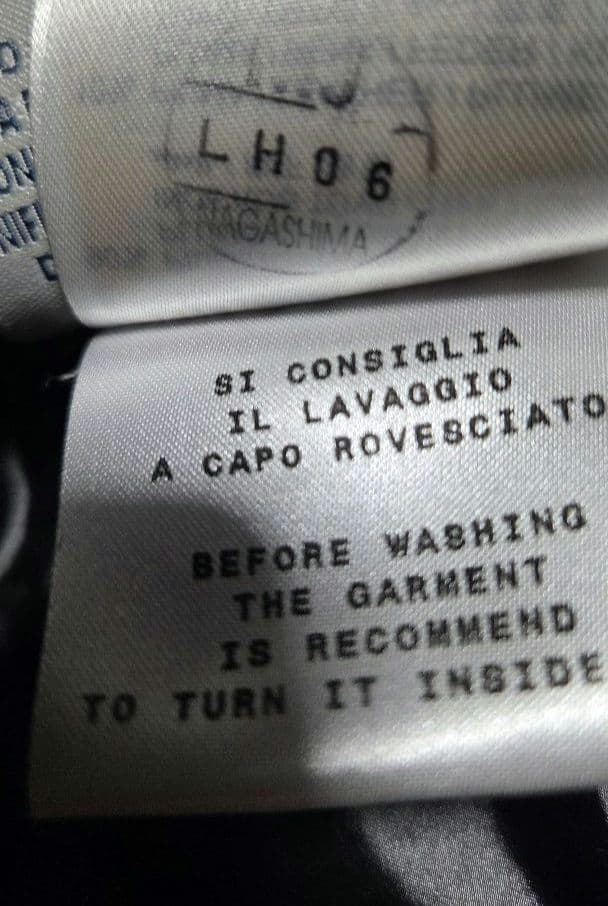 LH06
NAGASHIMA
SI CONSIGLIA
IL LAVAGGIO
A CAPO ROVESCIATO
BEFORE WASHING
THE GARMENT
IS RECOMMEND
TO TURN IT INSIDE